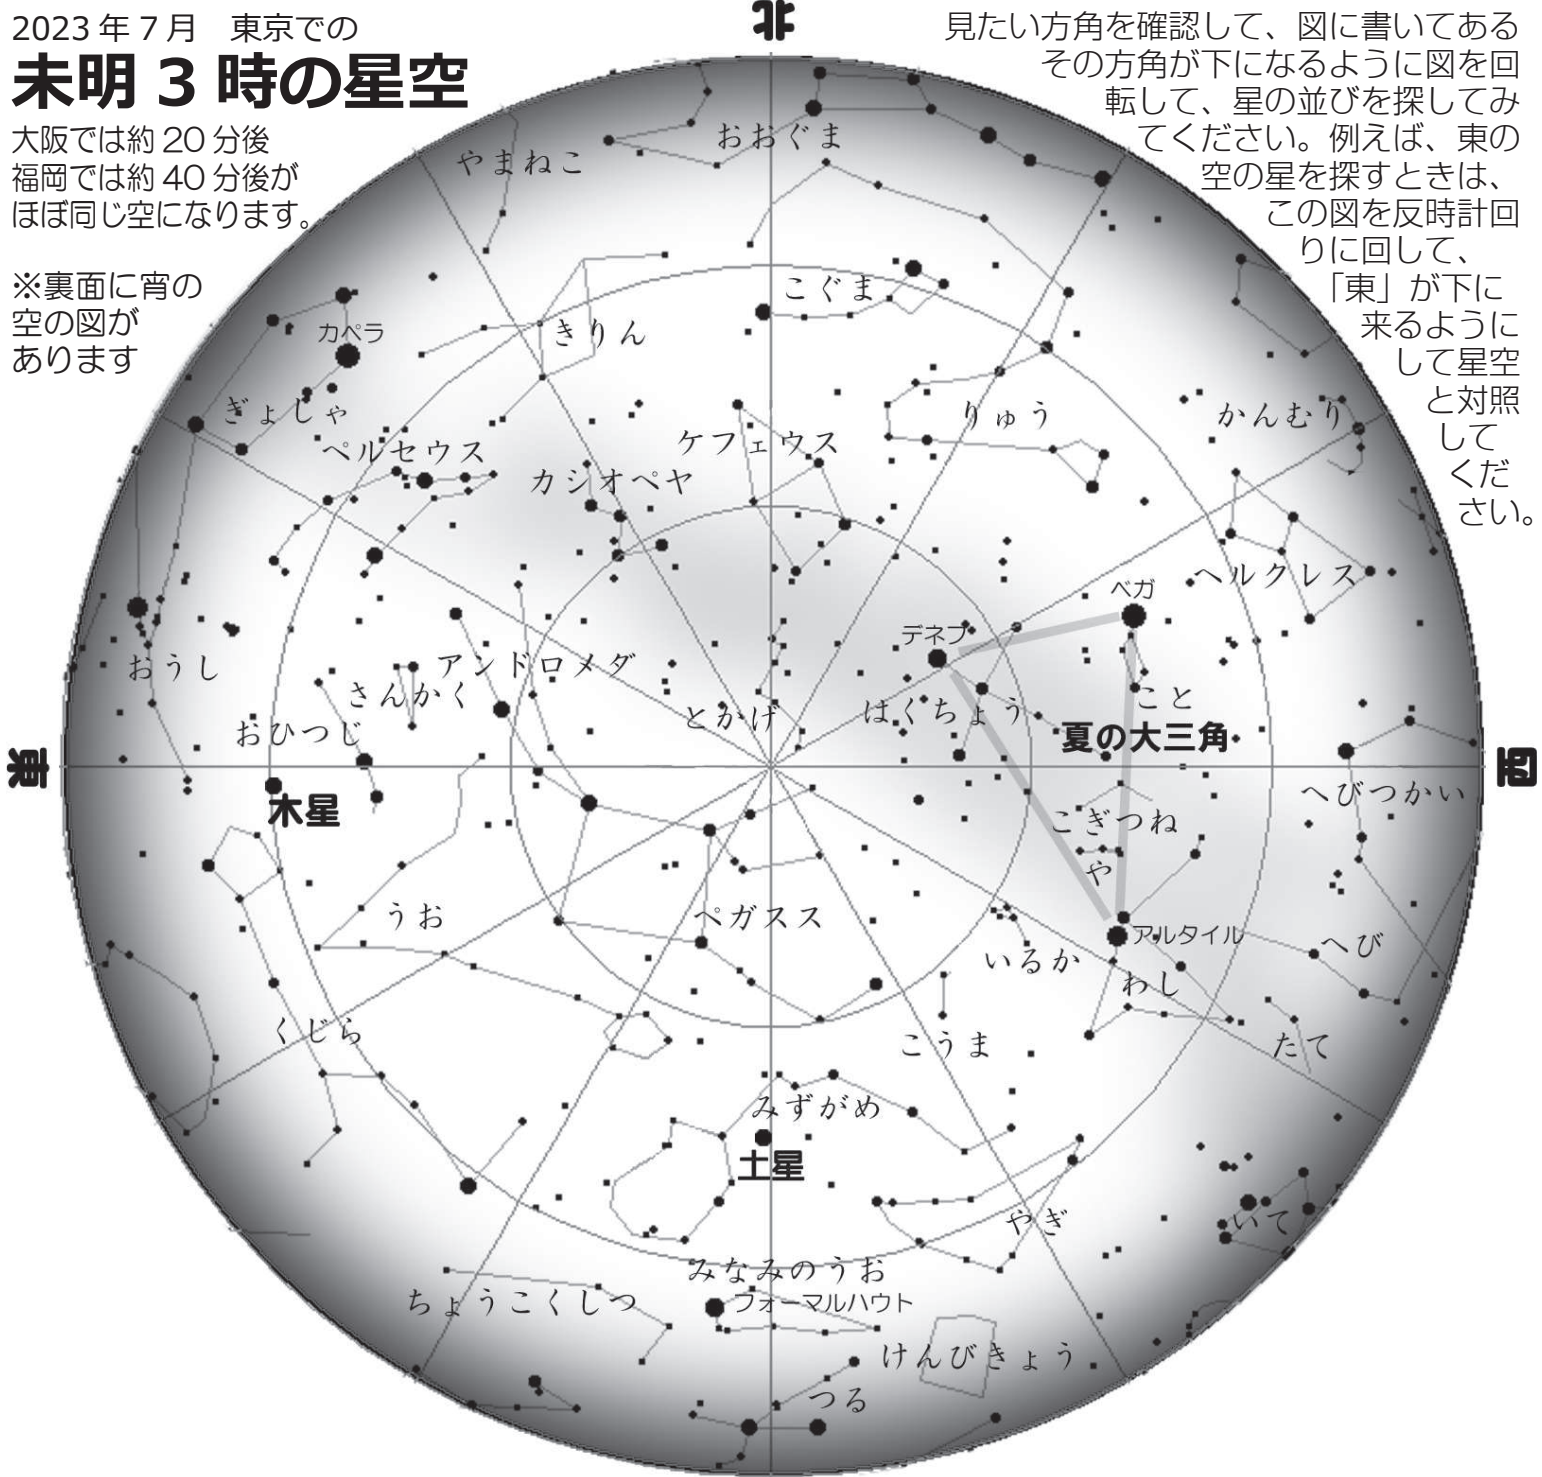 2023年7月　東京での
未明3時の星空
大阪では約20分後
福岡では約40分後が
ほぼ同じ空になります。
※裏面に宵の
空の図が
あります
見たい方角を確認して、図に書いてある
その方角が下になるように図を回
転して、星の並びを探してみ
てください。例えば、東の
空の星を探すときは、
この図を反時計回
りに回して、
「東」が下に
来るように
して星空
と対照
して
くだ
さい。
北
おおぐま
やまねこ
こぐま
きりん
カペラ
ぎょしゃ
りゅう
かんむり
ペルセウス
ケフェウス
カシオペヤ
ヘルクレス
ベガ
デネブ
おうし
アンドロメダ
さんかく
こと
とかげ
はくちょう
おひつじ
夏の大三角
東
西
木星
へびつかい
こぎつね
や
うお
ペガスス
アルタイル
へび
いるか
わし
くじら
こうま
たて
みずがめ
土星
やぎ
いて
みなみのうお
ちょうこくしつ
フォーマルハウト
けんびきょう
つる